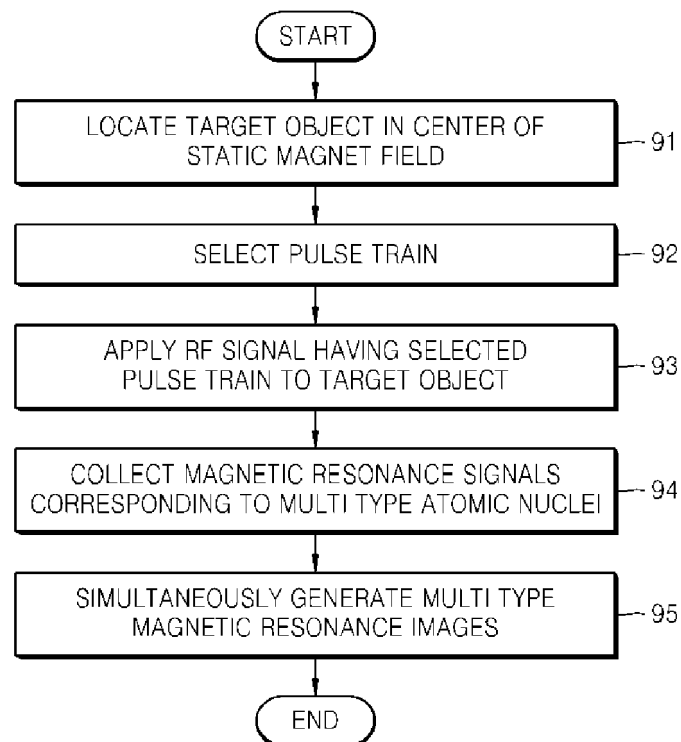 START
LOCATE TARGET OBJECT IN CENTER OF
STATIC MAGNET FIELD
91
SELECT PULSE TRAIN
92
APPLY RF SIGNAL HAVING SELECTED
PULSE TRAIN TO TARGET OBJECT
93
COLLECT MAGNETIC RESONANCE SIGNALS
CORRESPONDING TO MULTI TYPE ATOMIC NUCLEI
94
SIMULTANEOUSLY GENERATE MULTI TYPE
MAGNETIC RESONANCE IMAGES
95
END